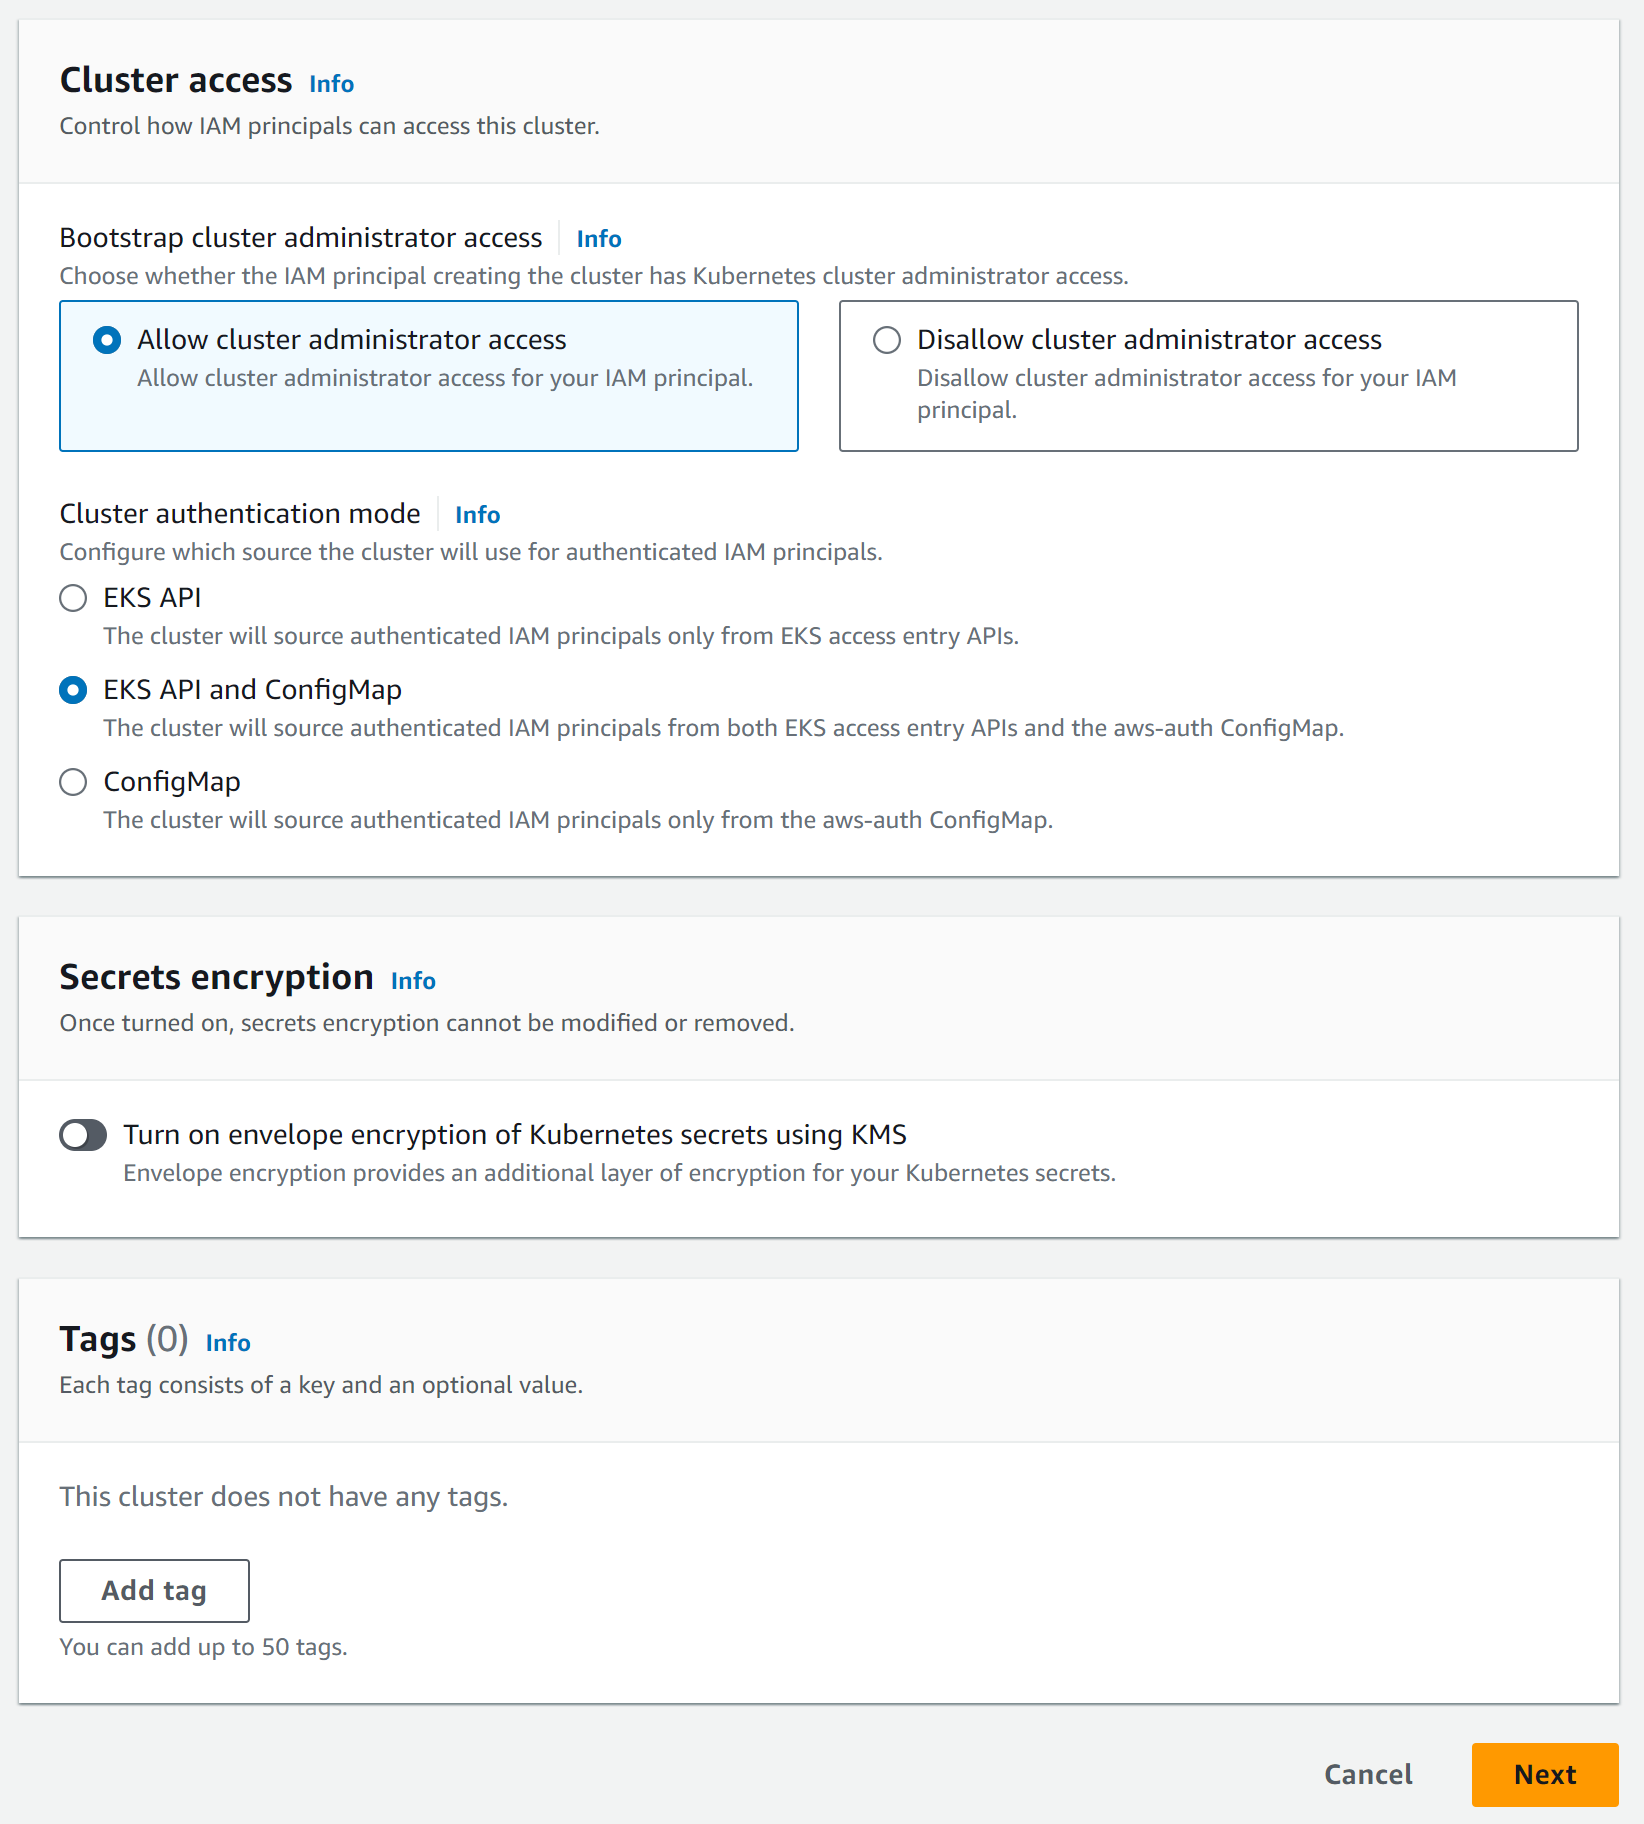 Cluster access Info
Control how IAM principals can access this cluster.
Bootstrap cluster administrator access Info
Choose whether the IAM principal creating the cluster has Kubernetes cluster administrator access.
Allow cluster administrator access
Allow cluster administrator access for your IAM principal.
Disallow cluster administrator access
Disallow cluster administrator access for your IAM
principal.
Cluster authentication mode Info
Configure which source the cluster will use for authenticated IAM principals.
EKS API
The cluster will source authenticated IAM principals only from EKS access entry APIs.
EKS API and ConfigMap
The cluster will source authenticated IAM principals from both EKS access entry APIs and the aws-auth ConfigMap.
ConfigMap
The cluster will source authenticated IAM principals only from the aws-auth ConfigMap.
Secrets encryption Info
Once turned on, secrets encryption cannot be modified or removed.
Turn on envelope encryption of Kubernetes secrets using KMS
Envelope encryption provides an additional layer of encryption for your Kubernetes secrets.
Tags (0) Info
Each tag consists of a key and an optional value.
This cluster does not have any tags.
Add tag
You can add up to 50 tags.
Cancel Next